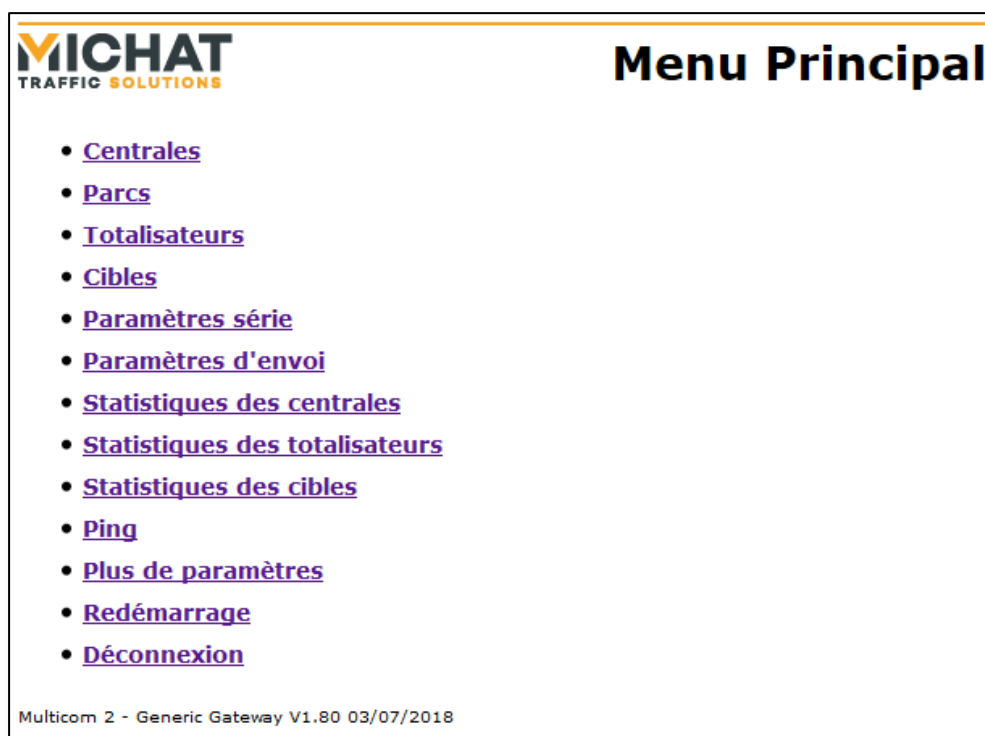 MICHAT
TRAFFIC SOLUTIONS
Menu Principal
Centrales
Parcs
Totalisateurs
Cibles
Paramètres série
Paramètres d'envoi
Statistiques des centrales
Statistiques des totalisateurs
Statistiques des cibles
Ping
Plus de paramètres
Redémarrage
Déconnexion
Multicom 2 - Generic Gateway V1.80 03/07/2018